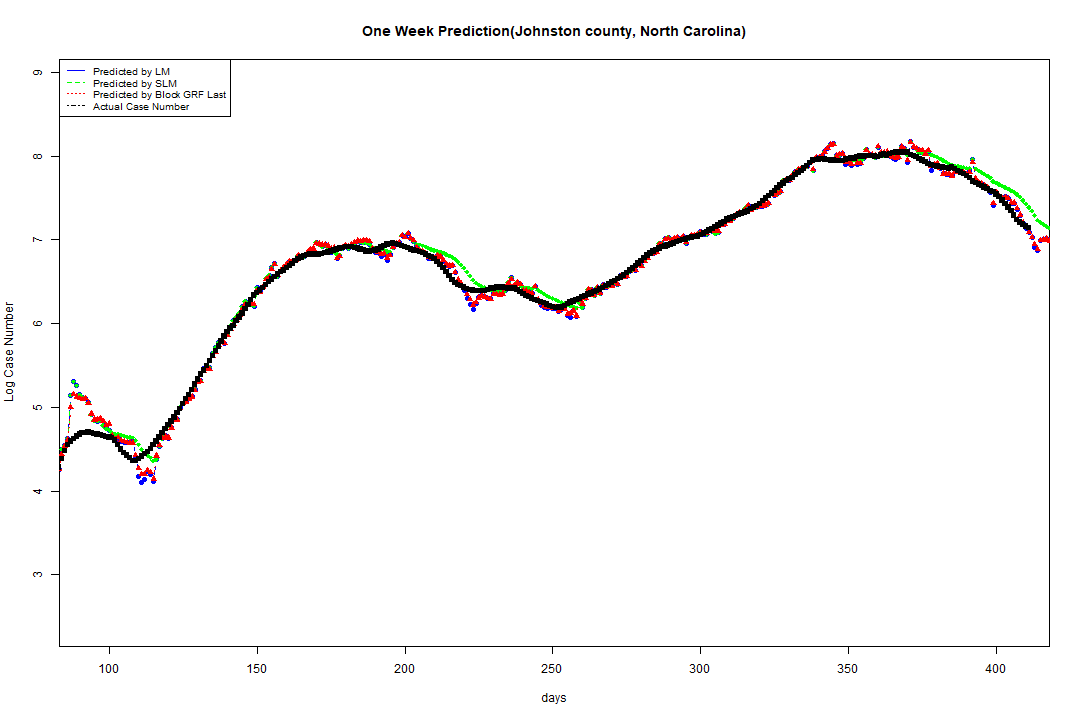 One Week Prediction(Johnston county, North Carolina)
Predicted by LM
Predicted by SLM
Predicted by Block GRF Last
Actual Case Number
9
8
7
6
5
4
3
Log Case Number
100 150 200 250 300 350 400
days